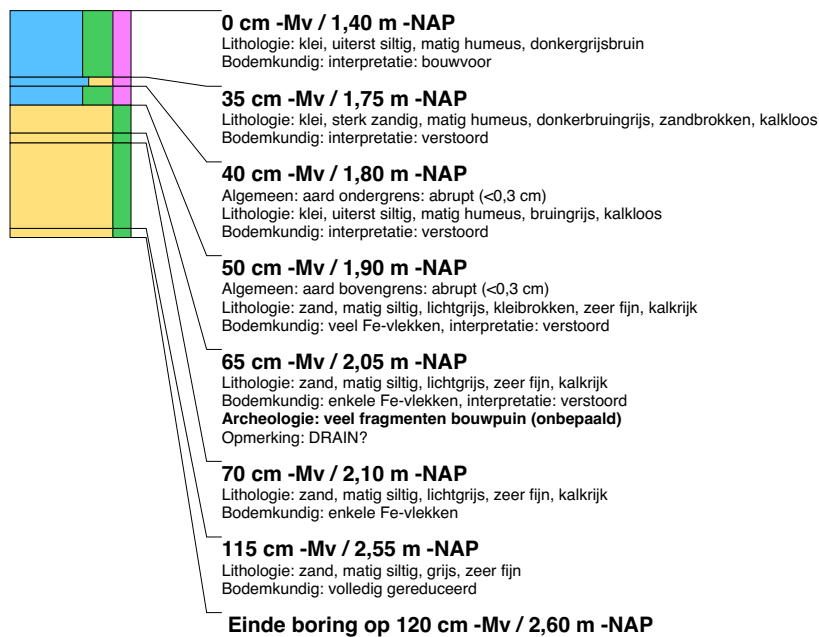 0 cm -Mv / 1,40 m -NAP
Lithologie: klei, uiterst siltig, matig humeus, donkergrijsbruin
Bodemkundig: interpretatie: bouwvoor
35 cm -Mv / 1,75 m -NAP
Lithologie: klei, sterk zandig, matig humeus, donkerbruingrijs, zandbrokken, kalkloos
Bodemkundig: interpretatie: verstoord
40 cm -Mv / 1,80 m -NAP
Algemeen: aard ondergrens: abrupt (<0,3 cm)
Lithologie: klei, uiterst siltig, matig humeus, bruingrijs, kalkloos
Bodemkundig: interpretatie: verstoord
50 cm -Mv / 1,90 m -NAP
Algemeen: aard bovengrens: abrupt (<0,3 cm)
Lithologie: zand, matig siltig, lichtgrijs, kleibrokken, zeer fijn, kalkrijk
Bodemkundig: veel Fe-vlekken, interpretatie: verstoord
65 cm -Mv / 2,05 m -NAP
Lithologie: zand, matig siltig, lichtgrijs, zeer fijn, kalkrijk
Bodemkundig: enkele Fe-vlekken, interpretatie: verstoord
Archeologie: veel fragmenten bouwpuin (onbepaald)
Opmerking: DRAIN?
70 cm -Mv / 2,10 m -NAP
Lithologie: zand, matig siltig, lichtgrijs, zeer fijn, kalkrijk
Bodemkundig: enkele Fe-vlekken
115 cm -Mv / 2,55 m -NAP
Lithologie: zand, matig siltig, grijs, zeer fijn
Bodemkundig: volledig gereduceerd
Einde boring op 120 cm -Mv / 2,60 m -NAP